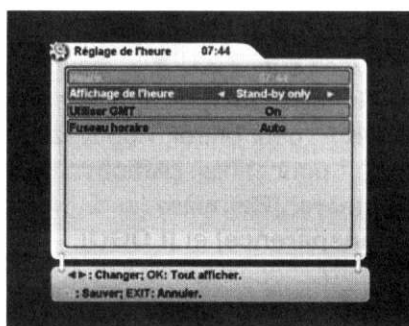 Réglage de l'heure 07:44
Heure 07:44
Affichage de l'heure ◄ Stand-by only ►
Utiliser GMT On
Fuseau horaire Auto
◄►: Changer; OK: Tout afficher.
: Sauver; EXIT: Annuler.